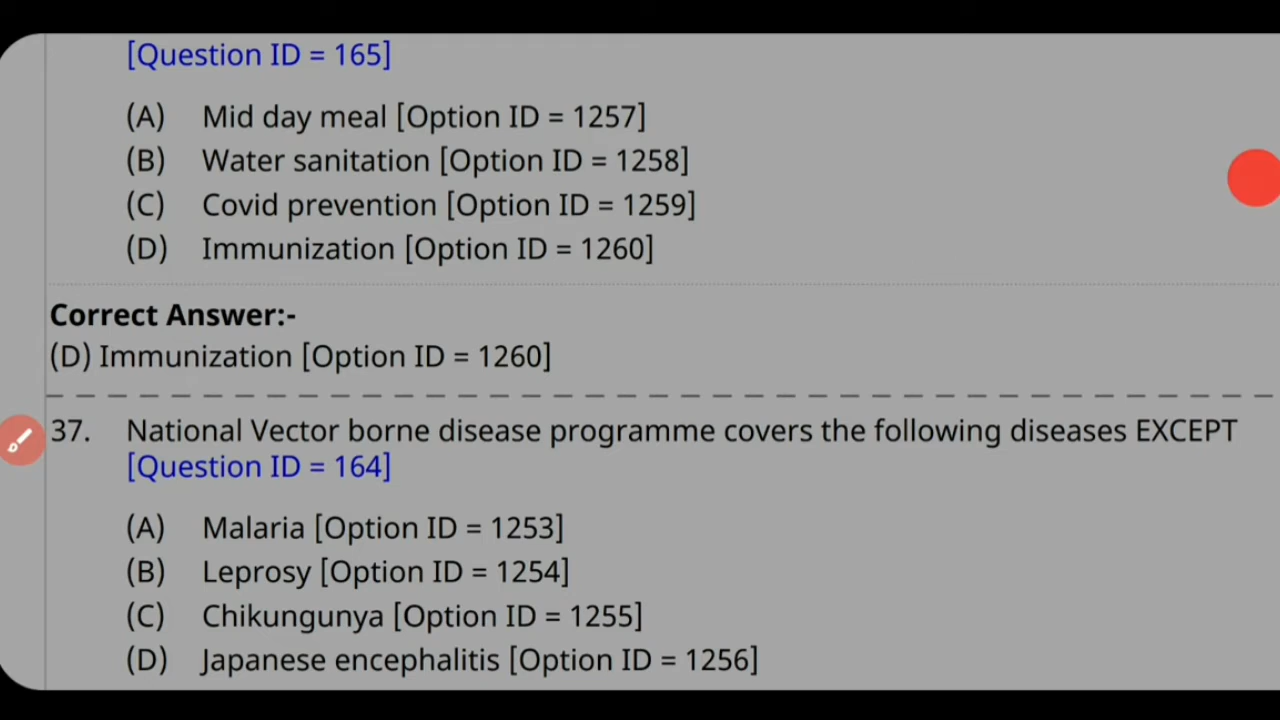 [Question ID = 165]
(A) Mid day meal [Option ID = 1257]
(B) Water sanitation [Option ID = 1258]
(C) Covid prevention [Option ID = 1259]
(D) Immunization [Option ID = 1260]
Correct Answer:-
(D) Immunization [Option ID = 1260]
37. National Vector borne disease programme covers the following diseases EXCEPT
[Question ID = 164]
(A) Malaria [Option ID = 1253]
(B) Leprosy [Option ID = 1254]
(C) Chikungunya [Option ID = 1255]
(D) Japanese encephalitis [Option ID = 1256]